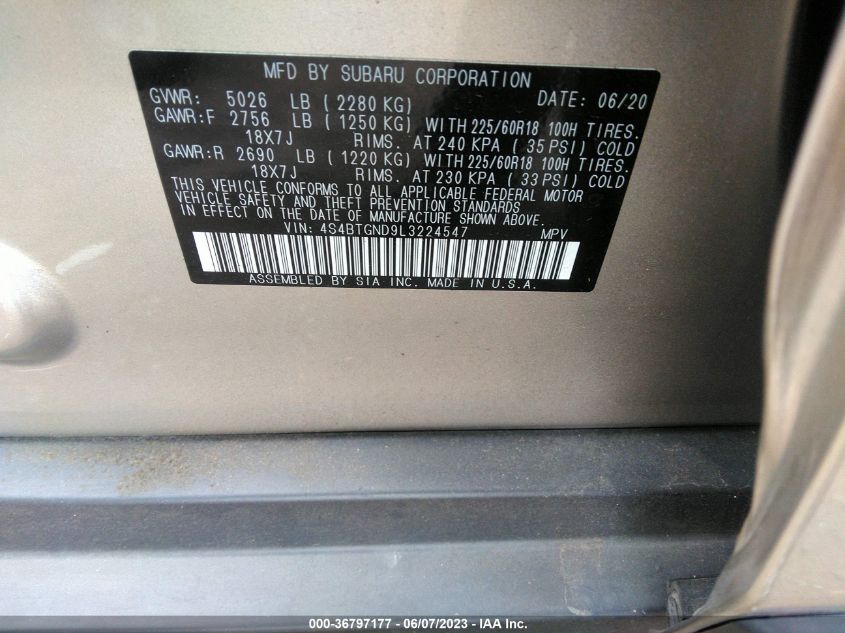 MFD BY SUBARU CORPORATION
GVWR: 5026 LB ( 2280 KG) DATE: 06/20
GAWR:F 2756 LB ( 1250 KG) WITH 225/60R18 100H TIRES.
18X7J RIMS. AT 240 KPA ( 35 PSI) COLD
GAWR:R 2690 LB ( 1220 KG) WITH 225/60R18 100H TIRES.
18X7J RIMS. AT 230 KPA ( 33 PSI) COLD
THIS VEHICLE CONFORMS TO ALL APPLICABLE FEDERAL MOTOR
VEHICLE SAFETY AND THEFT PREVENTION STANDARDS
IN EFFECT ON THE DATE OF MANUFACTURE SHOWN ABOVE.
VIN: 4S4BTGND9L3224547 MPV
ASSEMBLED BY SIA INC. MADE IN U.S.A.
000-36797177 - 06/07/2023 - IAA Inc.